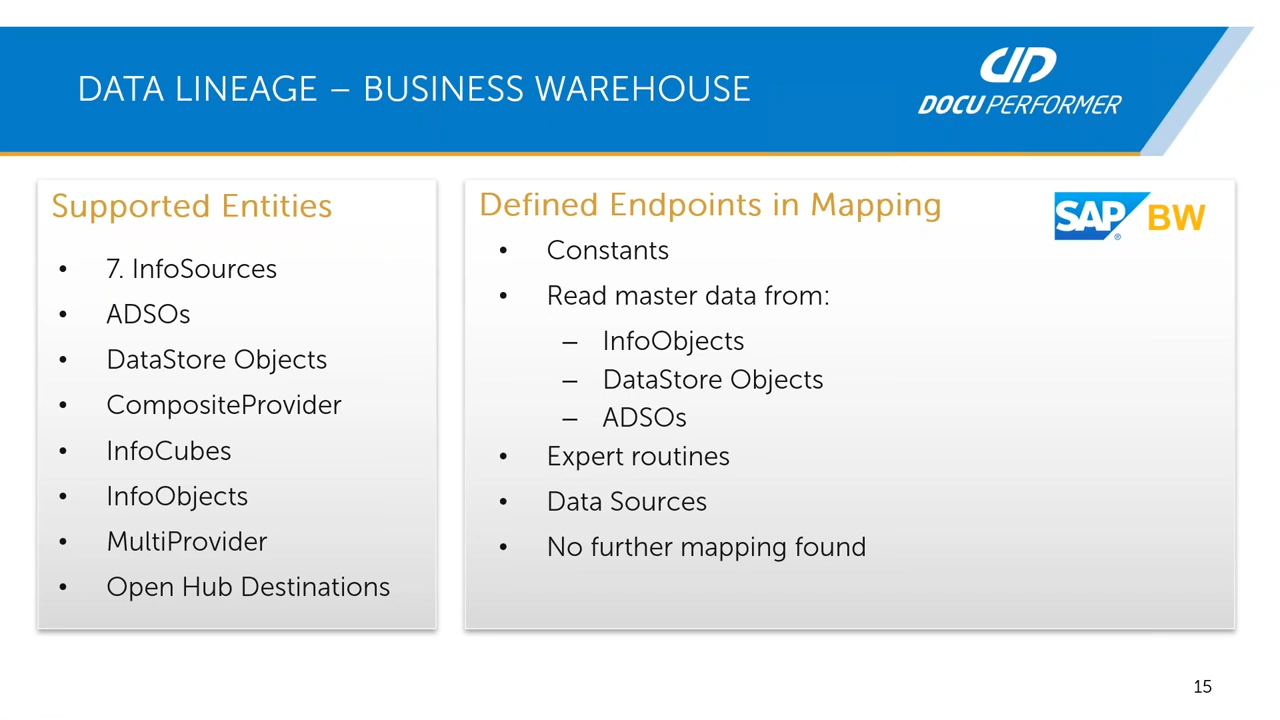 DATA LINEAGE – BUSINESS WAREHOUSE
DOCU PERFORMER
Supported Entities
• 7. InfoSources
• ADSOs
• DataStore Objects
• CompositeProvider
• InfoCubes
• InfoObjects
• MultiProvider
• Open Hub Destinations
Defined Endpoints in Mapping
SAP® BW
• Constants
• Read master data from:
– InfoObjects
– DataStore Objects
– ADSOs
• Expert routines
• Data Sources
• No further mapping found
15